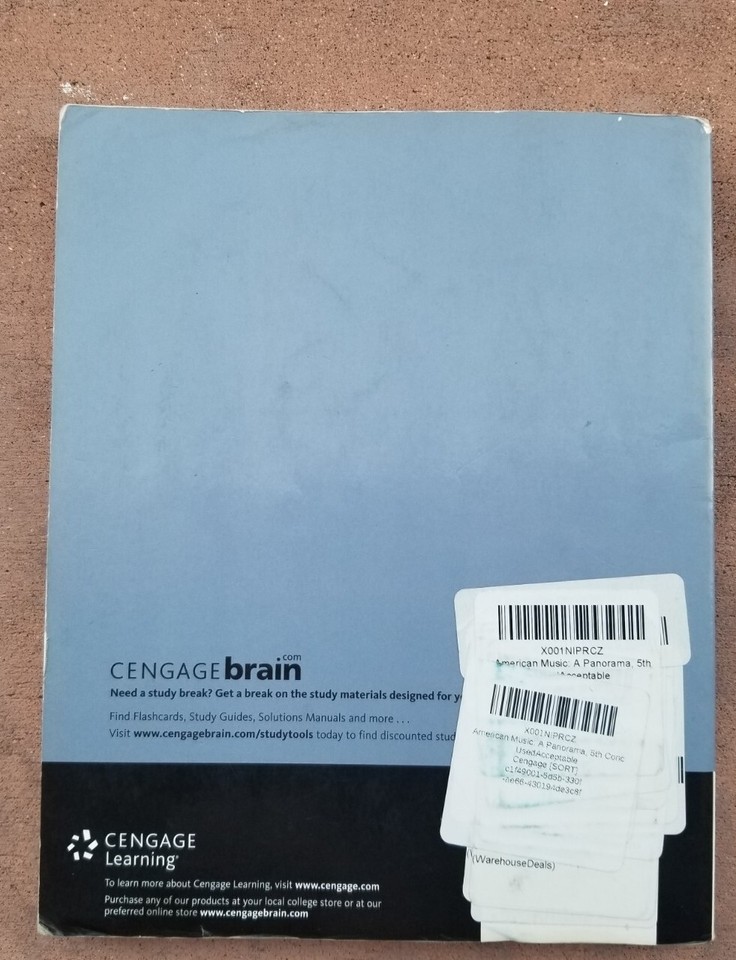 CENGAGEbrain.com
Need a study break? Get a break on the study materials designed for
Find Flashcards, Study Guides, Solutions Manuals and more . . .
Visit www.cengagebrain.com/studytools today to find discounted
CENGAGE
Learning
To learn more about Cengage Learning, visit www.cengage.com
Purchase any of our products at your local college store or at our
preferred online store www.cengagebrain.com
X001NIPRCZ
American Music: A Panorama, 5th
Acceptable
X001NIPRCZ
American Music: A Panorama, 5th Conc
UsedAcceptable
Cengage [SORT]
(WarehouseDeals)